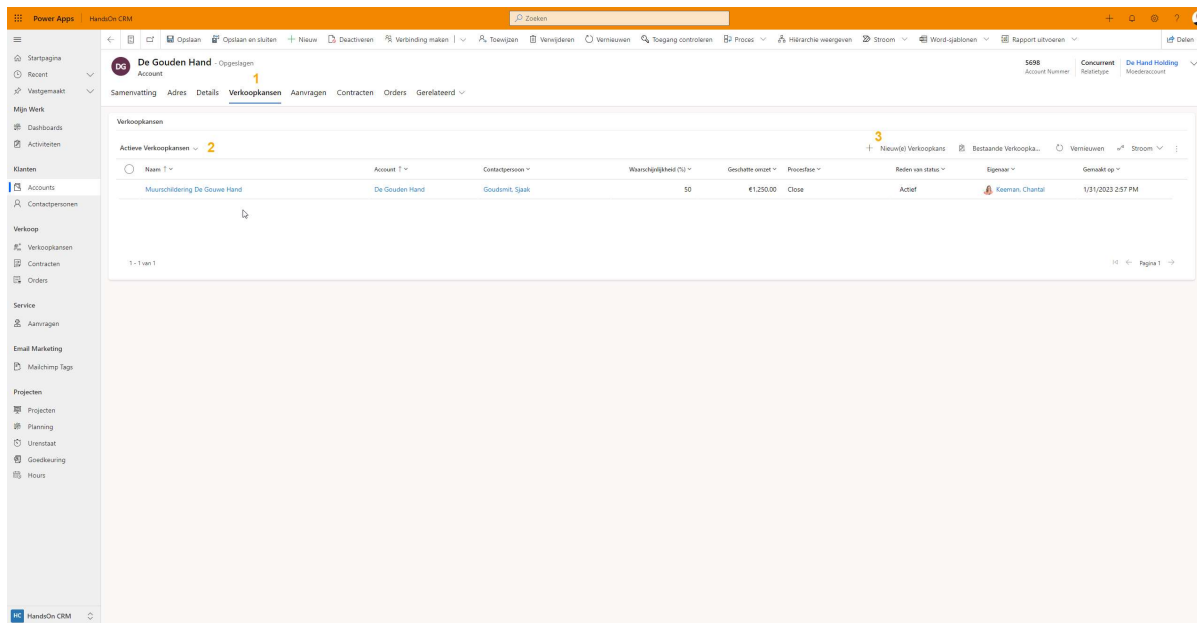 Power Apps HandsOn CRM Zoeken
Opslaan Opslaan en sluiten Nieuw Deactiveren Verbinding maken Toewijzen Verwijderen Vernieuwen Toegang controleren Proces Hiërarchie weergeven Stroom Word-sjablonen Rapport uitvoeren Delen
Startpagina
Recent
Vastgemaakt
Mijn Werk
Dashboards
Activiteiten
Klanten
Accounts
Contactpersonen
Verkoop
Verkoopkansen
Contracten
Orders
Service
Aanvragen
Email Marketing
Mailchimp Tags
Projecten
Projecten
Planning
Urenstaat
Goedkeuring
Hours
HC HandsOn CRM
DG De Gouden Hand - Opgeslagen
Account
5698 Concurrent De Hand Holding
Account Nummer Relatietype Moederaccount
1
Samenvatting Adres Details Verkoopkansen Aanvragen Contracten Orders Gerelateerd
Verkoopkansen
3
Actieve Verkoopkansen 2 Nieuw(e) Verkoopkans Bestaande Verkoopka... Vernieuwen Stroom
Naam Account Contactpersoon Waarschijnlijkheid (%) Geschatte omzet Procesfase Reden van status Eigenaar Gemaakt op
Muurschildering De Gouwe Hand De Gouden Hand Goudsmit, Sjaak 50 €1.250,00 Close Actief Keeman, Chantal 1/31/2023 2:57 PM
1 - 1 van 1 Pagina 1